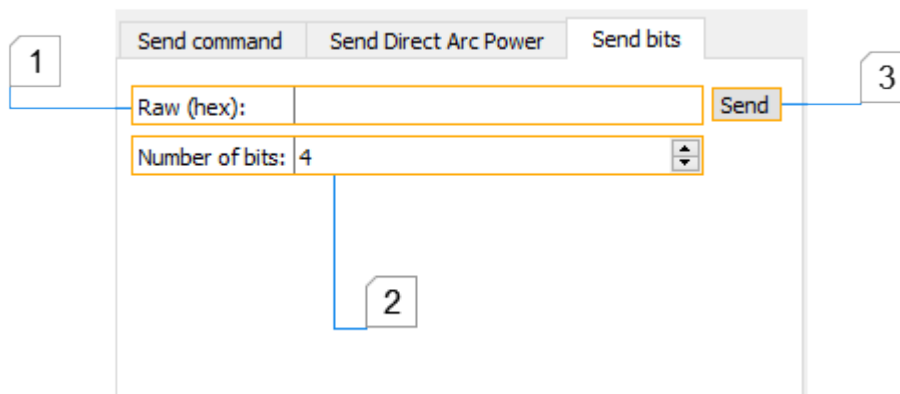 Send command Send Direct Arc Power Send bits
1
3
Raw (hex): Send
Number of bits: 4
2